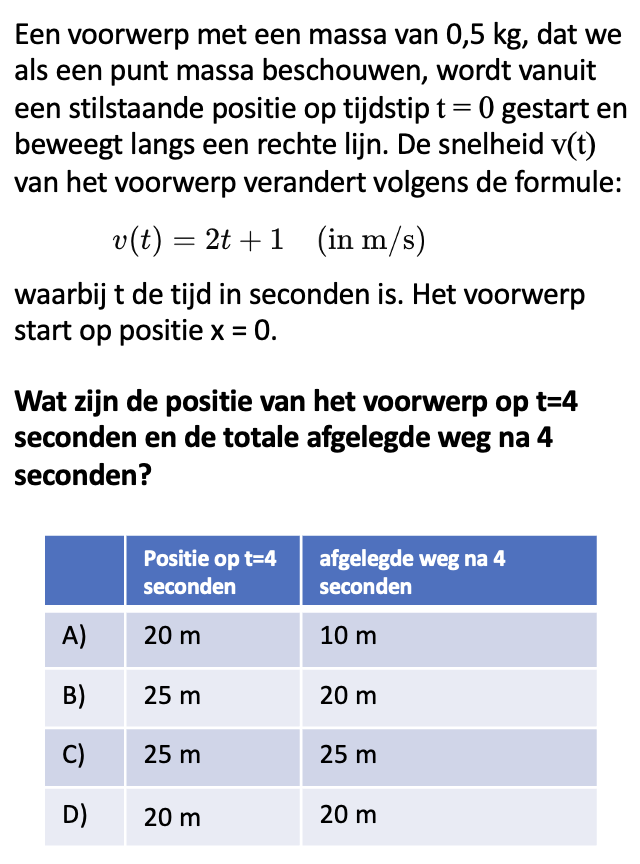 Een voorwerp met een massa van 0,5 kg, dat we
als een punt massa beschouwen, wordt vanuit
een stilstaande positie op tijdstip t = 0 gestart en
beweegt langs een rechte lijn. De snelheid v(t)
van het voorwerp verandert volgens de formule:
v(t) = 2t + 1 (in m/s)
waarbij t de tijd in seconden is. Het voorwerp
start op positie x = 0.
Wat zijn de positie van het voorwerp op t=4
seconden en de totale afgelegde weg na 4
seconden?
Positie op t=4 afgelegde weg na 4
seconden seconden
A) 20 m 10 m
B) 25 m 20 m
C) 25 m 25 m
D) 20 m 20 m